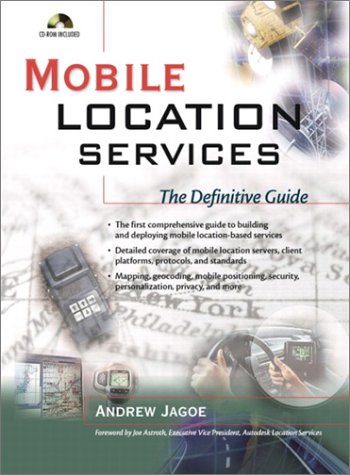 CD-ROM INCLUDED
MOBILE
LOCATION
SERVICES
The Definitive Guide
• The first comprehensive guide to building
and deploying mobile location-based services
• Detailed coverage of mobile location servers, client
platforms, protocols, and standards
• Mapping, geocoding, mobile positioning, security,
personalization, privacy, and more
New York
ANDREW JAGOE
Foreword by Joe Astroth, Executive Vice President, Autodesk Location Services